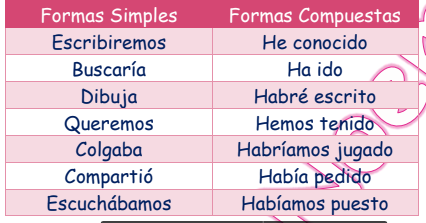 Formas Simples Formas Compuestas
Escribiremos He conocido
Buscaría Ha ido
Dibuja Habré escrito
Queremos Hemos tenido
Colgaba Habríamos jugado
Compartió Había pedido
Escuchábamos Habíamos puesto